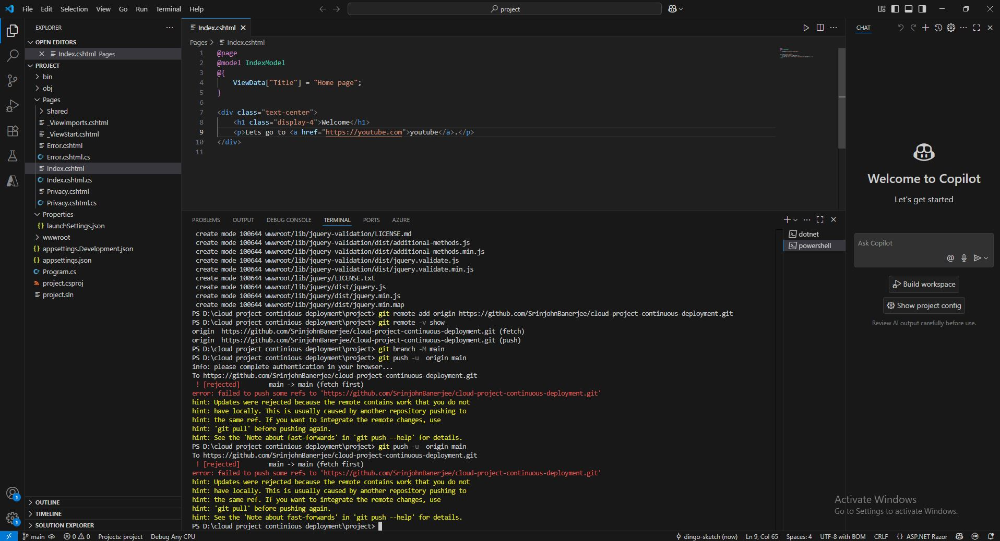 File Edit Selection View Go Run Terminal Help
project
EXPLORER
OPEN EDITORS
Index.cshtml Pages
PROJECT
bin
obj
Pages
Shared
_ViewImports.cshtml
_ViewStart.cshtml
Error.cshtml
Error.cshtml.cs
Index.cshtml
Index.cshtml.cs
Privacy.cshtml
Privacy.cshtml.cs
Properties
launchSettings.json
wwwroot
appsettings.Development.json
appsettings.json
Program.cs
project.csproj
project.sln
OUTLINE
TIMELINE
SOLUTION EXPLORER
Index.cshtml
Pages > Index.cshtml
1 @page
2 @model IndexModel
3 @{
4 ViewData["Title"] = "Home page";
5 }
6
7 <div class="text-center">
8 <h1 class="display-4">Welcome</h1>
9 <p>Lets go to <a href="https://youtube.com">youtube</a>.</p>
10 </div>
11
PROBLEMS OUTPUT DEBUG CONSOLE TERMINAL PORTS AZURE
create mode 100644 wwwroot/lib/jquery-validation/LICENSE.md
create mode 100644 wwwroot/lib/jquery-validation/dist/additional-methods.js
create mode 100644 wwwroot/lib/jquery-validation/dist/additional-methods.min.js
create mode 100644 wwwroot/lib/jquery-validation/dist/jquery.validate.js
create mode 100644 wwwroot/lib/jquery-validation/dist/jquery.validate.min.js
create mode 100644 wwwroot/lib/jquery/LICENSE.txt
create mode 100644 wwwroot/lib/jquery/dist/jquery.js
create mode 100644 wwwroot/lib/jquery/dist/jquery.min.js
create mode 100644 wwwroot/lib/jquery/dist/jquery.min.map
PS D:\cloud project continious deployment\project> git remote add origin https://github.com/SrinjohnBanerjee/cloud-project-continuous-deployment.git
PS D:\cloud project continious deployment\project> git remote -v show
origin https://github.com/SrinjohnBanerjee/cloud-project-continuous-deployment.git (fetch)
origin https://github.com/SrinjohnBanerjee/cloud-project-continuous-deployment.git (push)
PS D:\cloud project continious deployment\project> git branch -M main
PS D:\cloud project continious deployment\project> git push -u origin main
info: please complete authentication in your browser...
To https://github.com/SrinjohnBanerjee/cloud-project-continuous-deployment.git
! [rejected] main -> main (fetch first)
error: failed to push some refs to 'https://github.com/SrinjohnBanerjee/cloud-project-continuous-deployment.git'
hint: Updates were rejected because the remote contains work that you do not
hint: have locally. This is usually caused by another repository pushing to
hint: the same ref. If you want to integrate the remote changes, use
hint: 'git pull' before pushing again.
hint: See the 'Note about fast-forwards' in 'git push --help' for details.
PS D:\cloud project continious deployment\project> git push -u origin main
To https://github.com/SrinjohnBanerjee/cloud-project-continuous-deployment.git
! [rejected] main -> main (fetch first)
error: failed to push some refs to 'https://github.com/SrinjohnBanerjee/cloud-project-continuous-deployment.git'
hint: Updates were rejected because the remote contains work that you do not
hint: have locally. This is usually caused by another repository pushing to
hint: the same ref. If you want to integrate the remote changes, use
hint: 'git pull' before pushing again.
hint: See the 'Note about fast-forwards' in 'git push --help' for details.
PS D:\cloud project continious deployment\project>
dotnet
powershell
CHAT
Welcome to Copilot
Let's get started
Ask Copilot
Build workspace
Show project config
Review AI output carefully before use.
Activate Windows
Go to Settings to activate Windows.
1
1
main 0 0 Projects: project Debug Any CPU
dingo-sketch (now) Ln 9, Col 65 Spaces: 4 UTF-8 with BOM CRLF {} ASP.NET Razor